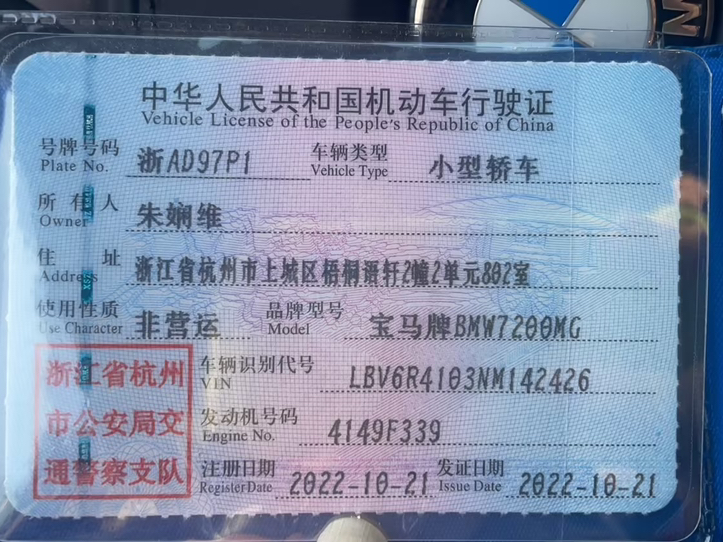 中华人民共和国机动车行驶证
Vehicle License of the People's Republic of China
号牌号码 浙AD97P1 车辆类型 小型轿车
Plate No. Vehicle Type
所有人 朱娴维
Owner
住址 浙江省杭州市上城区梧桐语轩2幢2单元802室
Address
使用性质 非营运 品牌型号 宝马牌BMW7200MG
Use Character Model
浙江省杭州
市公安局交
通警察支队
车辆识别代号 LBV6R4103NM142426
VIN
发动机号码 4149F339
Engine No.
注册日期 2022-10-21 发证日期 2022-10-21
Register Date Issue Date